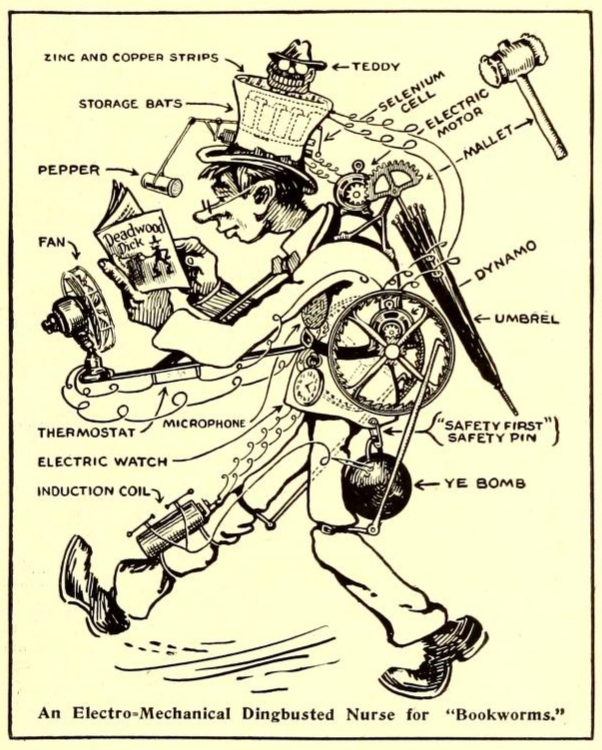 ZINC AND COPPER STRIPS
TEDDY
STORAGE BATS
SELENIUM
CELL
ELECTRIC
MOTOR
MALLET
PEPPER
Deadwood
Dick
FAN
DYNAMO
UMBREL
THERMOSTAT
MICROPHONE
("SAFETY FIRST"
SAFETY PIN)
ELECTRIC WATCH
INDUCTION COIL
YE BOMB
An Electro-Mechanical Dingbusted Nurse for "Bookworms."